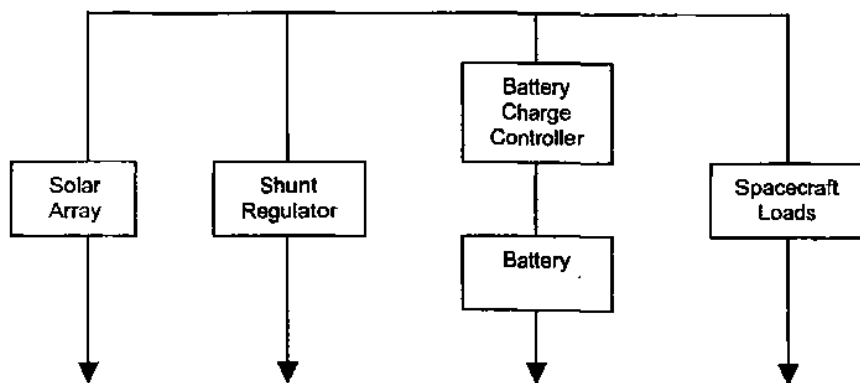 Solar
Array
Shunt
Regulator
Battery
Charge
Controller
Battery
Spacecraft
Loads